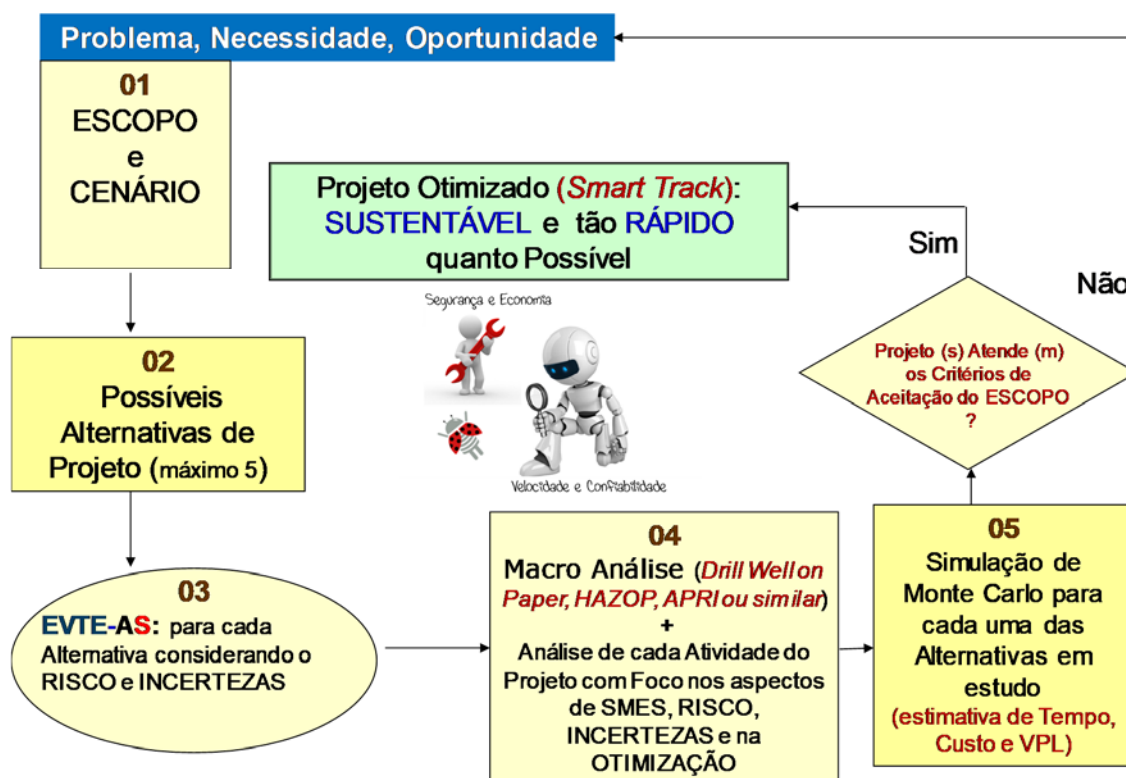 Problema, Necessidade, Oportunidade
01
ESCOPO
e
CENÁRIO
02
Possíveis
Alternativas de
Projeto (máximo 5)
03
EVTE-AS: para cada
Alternativa considerando o
RISCO e INCERTEZAS
04
Macro Análise (Drill Well on
Paper, HAZOP, APRI ou similar)
+
Análise de cada Atividade do
Projeto com Foco nos aspectos
de SMES, RISCO,
INCERTEZAS e na
OTIMIZAÇÃO
05
Simulação de
Monte Carlo para
cada uma das
Alternativas em
estudo
(estimativa de Tempo,
Custo e VPL)
Projeto (s) Atende (m)
os Critérios de
Aceitação do ESCOPO
?
Sim
Não
Projeto Otimizado (Smart Track):
SUSTENTÁVEL e tão RÁPIDO
quanto Possível
Segurança e Economia
Velocidade e Confiabilidade